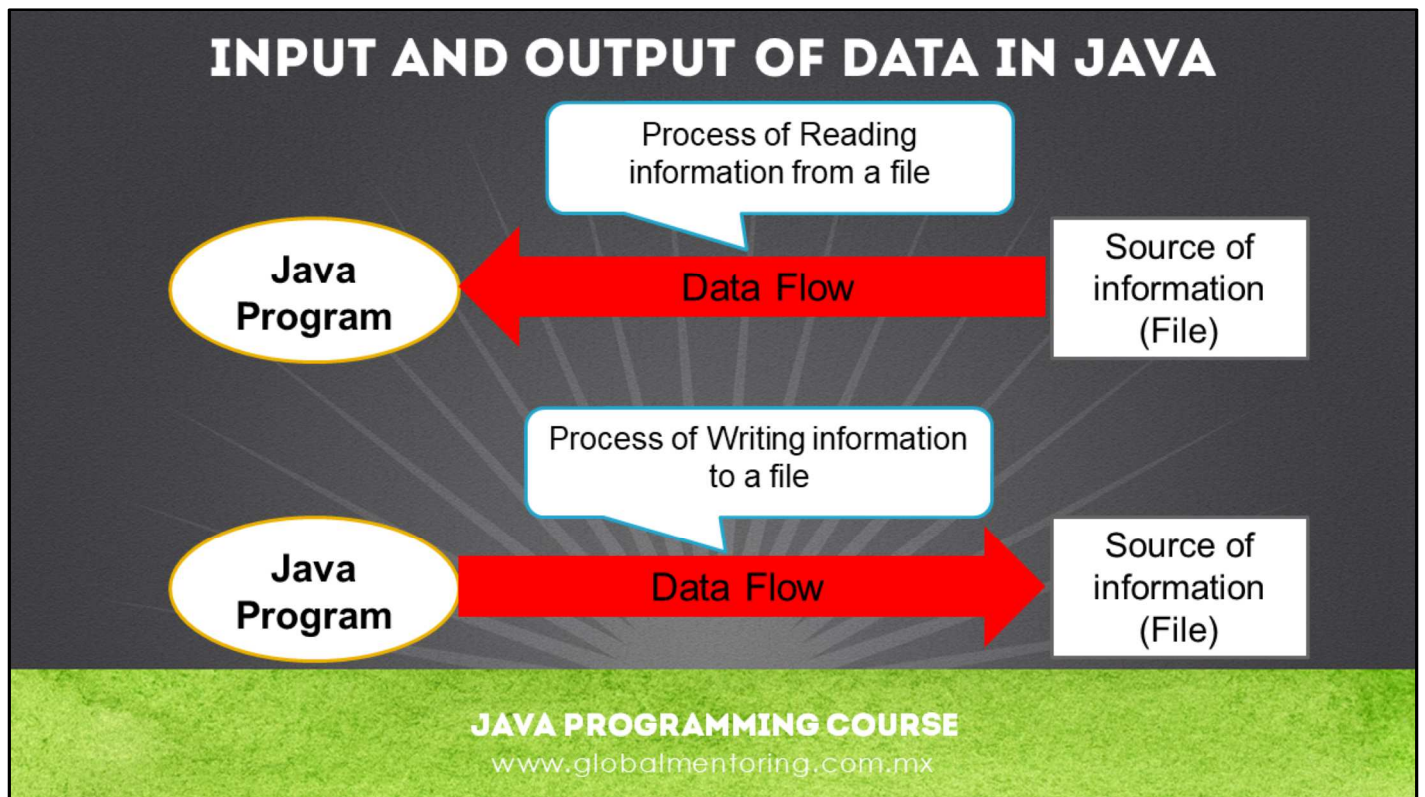 INPUT AND OUTPUT OF DATA IN JAVA
Process of Reading
information from a file
Java
Program
Data Flow
Source of
information
(File)
Process of Writing information
to a file
Java
Program
Data Flow
Source of
information
(File)
JAVA PROGRAMMING COURSE
www.globalmentoring.com.mx